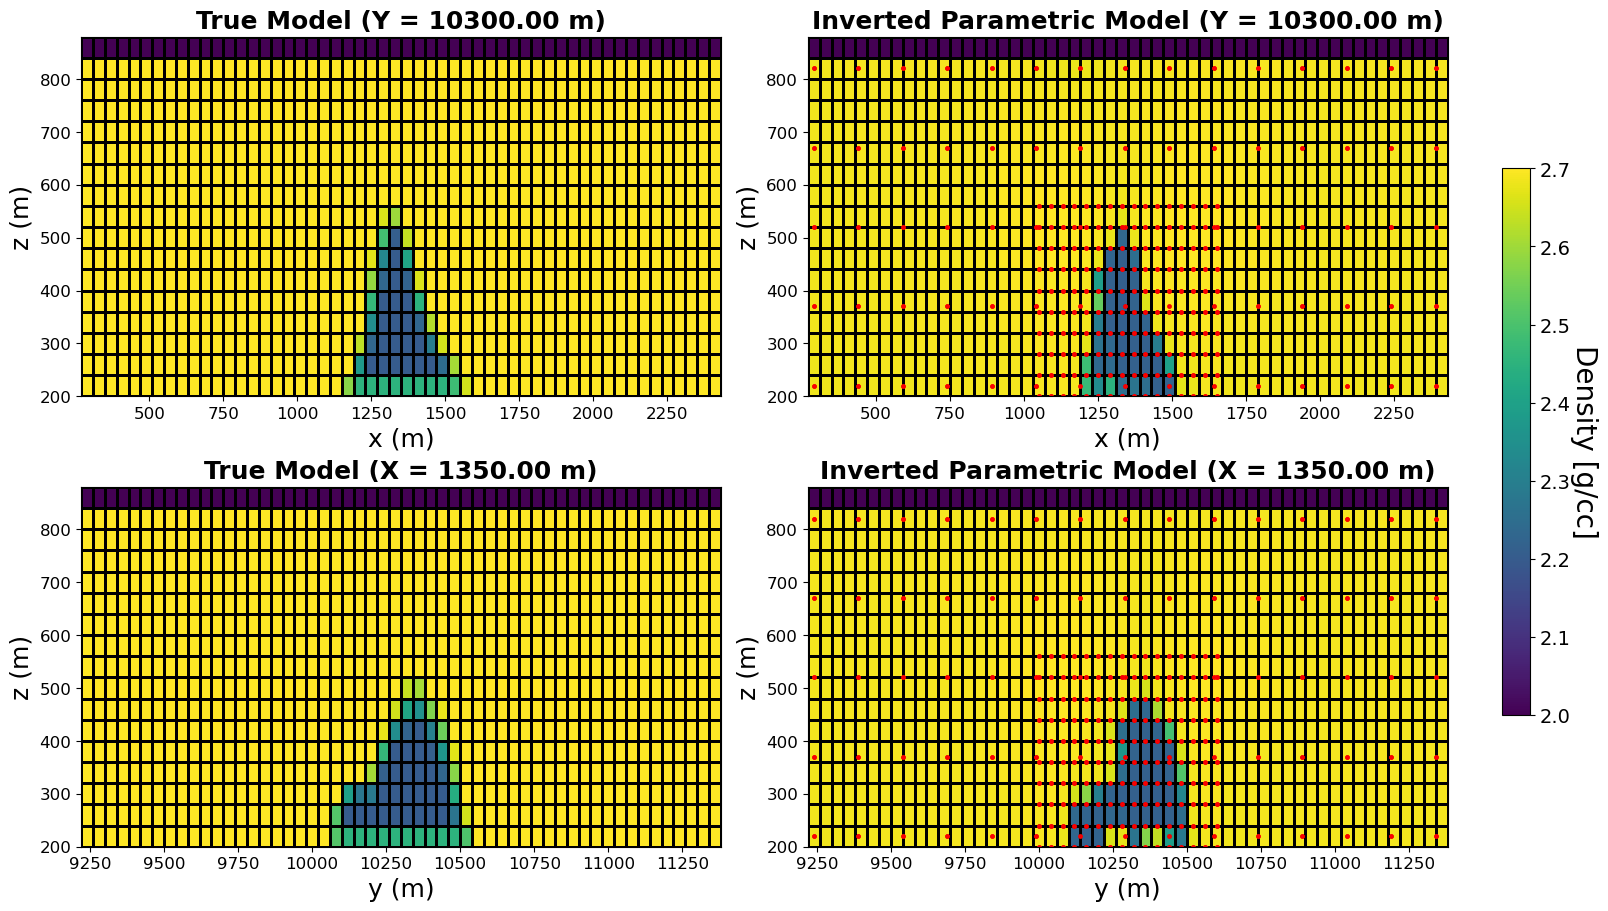 True Model (Y = 10300.00 m)
800
700
600
500
400
300
200
z (m)
500 750 1000 1250 1500 1750 2000 2250
x (m)
Inverted Parametric Model (Y = 10300.00 m)
800
700
600
500
400
300
200
z (m)
500 750 1000 1250 1500 1750 2000 2250
x (m)
True Model (X = 1350.00 m)
800
700
600
500
400
300
200
z (m)
9250 9500 9750 10000 10250 10500 10750 11000 11250
y (m)
Inverted Parametric Model (X = 1350.00 m)
800
700
600
500
400
300
200
z (m)
9250 9500 9750 10000 10250 10500 10750 11000 11250
y (m)
2.7
2.6
2.5
2.4
2.3
2.2
2.1
2.0
Density [g/cc]